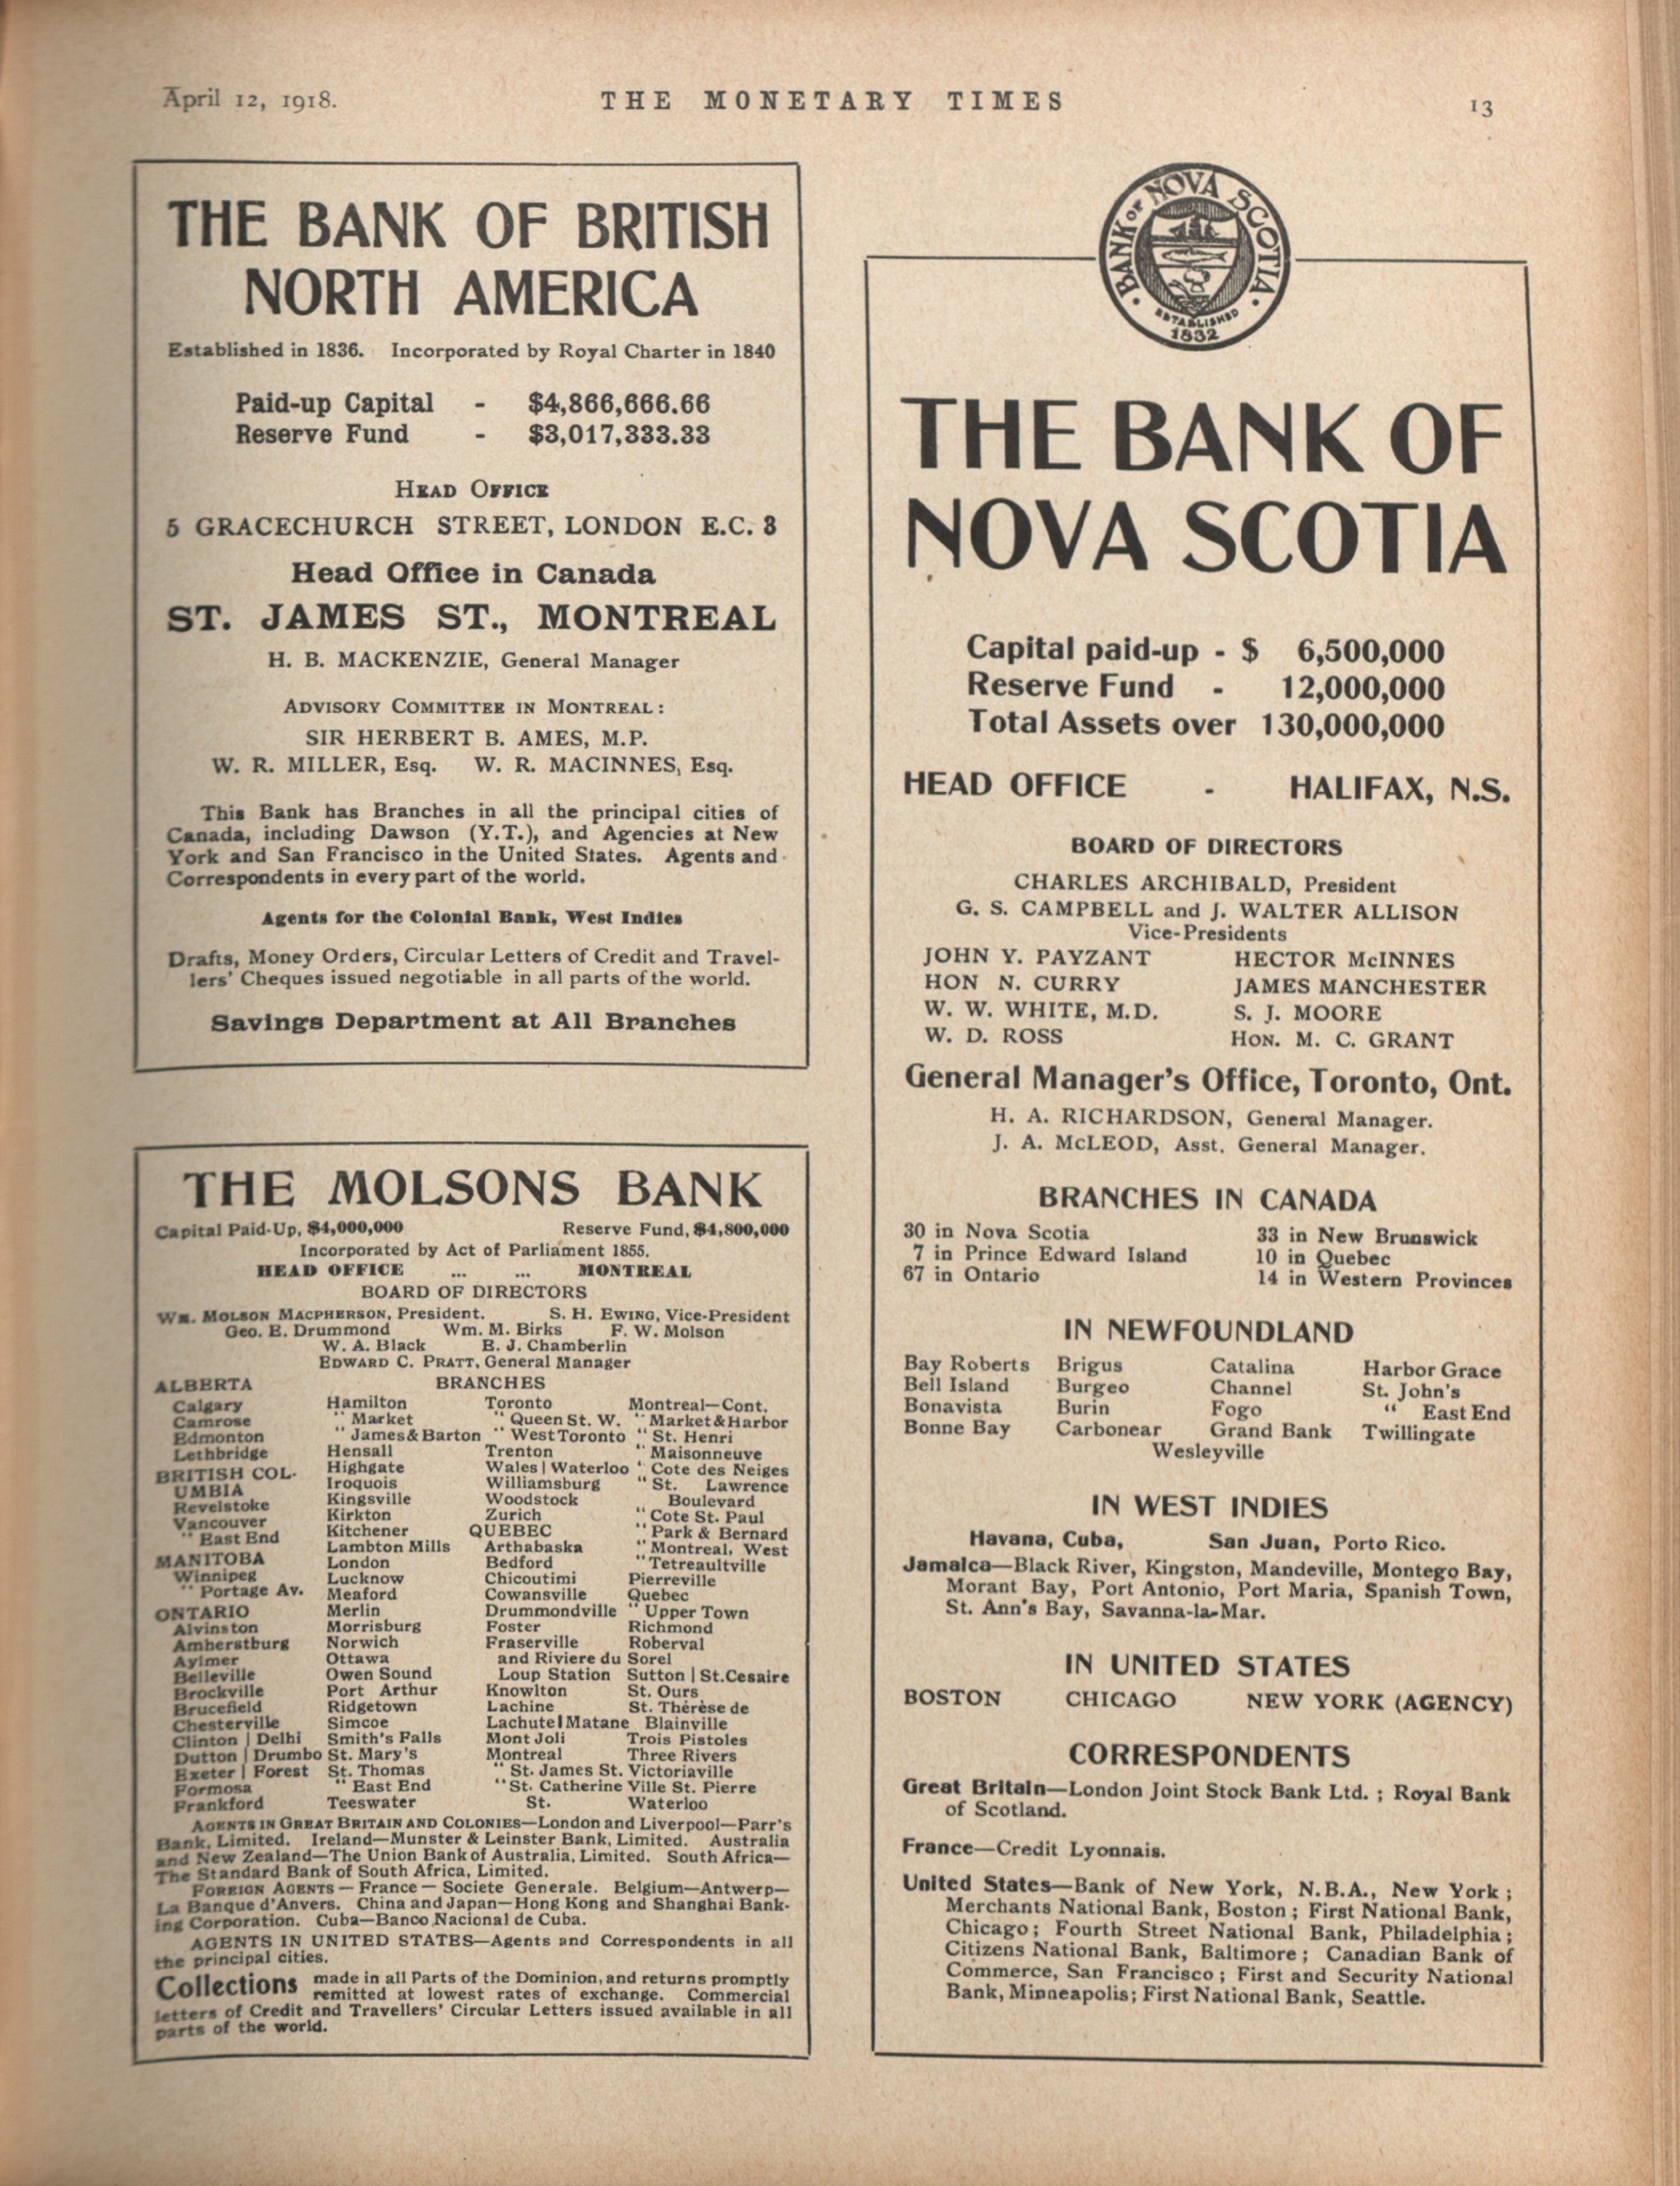 April 12, 1918.
THE MONETARY TIMES
13
THE BANK OF BRITISH
NORTH AMERICA
Established in 1836. Incorporated by Royal Charter in 1840
Paid-up Capital - $4,866,666.66
Reserve Fund - $3,017,333.33
HEAD OFFICE
5 GRACECHURCH STREET, LONDON E.C. 3
Head Office in Canada
ST. JAMES ST., MONTREAL
H. B. MACKENZIE, General Manager
ADVISORY COMMITTEE IN MONTREAL:
SIR HERBERT B. AMES, M.P.
W. R. MILLER, Esq. W. R. MACINNES, Esq.
This Bank has Branches in all the principal cities of
Canada, including Dawson (Y.T.), and Agencies at New
York and San Francisco in the United States. Agents and
Correspondents in every part of the world.
Agents for the Colonial Bank, West Indies
Drafts, Money Orders, Circular Letters of Credit and Travel-
lers' Cheques issued negotiable in all parts of the world.
Savings Department at All Branches
THE MOLSONS BANK
Capital Paid-Up, $4,000,000 Reserve Fund, $4,800,000
Incorporated by Act of Parliament 1855.
HEAD OFFICE ... ... MONTREAL
BOARD OF DIRECTORS
WM. MOLSON MACPHERSON, President. S. H. EWING, Vice-President
Geo. E. Drummond Wm. M. Birks F. W. Molson
W. A. Black E. J. Chamberlin
EDWARD C. PRATT, General Manager
BRANCHES
ALBERTA
Calgary
Camrose
Edmonton
Lethbridge
BRITISH COL-
UMBIA
Revelstoke
Vancouver
" East End
MANITOBA
Winnipeg
" Portage Av.
ONTARIO
Alvinston
Amherstburg
Aylmer
Belleville
Brockville
Brucefield
Chesterville
Clinton | Delhi
Dutton | Drumbo
Exeter | Forest
Formosa
Frankford
Hamilton
" Market
" James & Barton
Hensall
Highgate
Iroquois
Kingsville
Kirkton
Kitchener
Lambton Mills
London
Lucknow
Meaford
Merlin
Morrisburg
Norwich
Ottawa
Owen Sound
Port Arthur
Ridgetown
Simcoe
Smith's Falls
St. Mary's
St. Thomas
" East End
Teeswater
Toronto
" Queen St. W.
" West Toronto
Trenton
Wales | Waterloo
Williamsburg
Woodstock
Zurich
QUEBEC
Arthabaska
Bedford
Chicoutimi
Cowansville
Drummondville
Foster
Fraserville
and Riviere du
Loup Station
Knowlton
Lachine
Lachute | Matane
Mont Joli
Montreal
" St. James St.
" St. Catherine
St.
Montreal—Cont.
" Market & Harbor
" St. Henri
" Maisonneuve
" Cote des Neiges
" St. Lawrence
Boulevard
" Cote St. Paul
" Park & Bernard
" Montreal, West
" Tetreaultville
Pierreville
Quebec
" Upper Town
Richmond
Roberval
Sorel
Sutton | St. Cesaire
St. Ours
St. Thérèse de
Blainville
Trois Pistoles
Three Rivers
Victoriaville
Ville St. Pierre
Waterloo
AGENTS IN GREAT BRITAIN AND COLONIES—London and Liverpool—Parr's
Bank, Limited. Ireland—Munster & Leinster Bank, Limited. Australia
and New Zealand—The Union Bank of Australia, Limited. South Africa—
The Standard Bank of South Africa, Limited.
FOREIGN AGENTS — France — Societe Generale. Belgium—Antwerp—
La Banque d'Anvers. China and Japan—Hong Kong and Shanghai Bank-
ing Corporation. Cuba—Banco Nacional de Cuba.
AGENTS IN UNITED STATES—Agents and Correspondents in all
the principal cities.
Collections made in all Parts of the Dominion, and returns promptly
remitted at lowest rates of exchange. Commercial
letters of Credit and Travellers' Circular Letters issued available in all
parts of the world.
BANK OF NOVA SCOTIA
ESTABLISHED
1832
THE BANK OF
NOVA SCOTIA
Capital paid-up - $ 6,500,000
Reserve Fund - 12,000,000
Total Assets over 130,000,000
HEAD OFFICE - HALIFAX, N.S.
BOARD OF DIRECTORS
CHARLES ARCHIBALD, President
G. S. CAMPBELL and J. WALTER ALLISON
Vice-Presidents
JOHN Y. PAYZANT HECTOR McINNES
HON N. CURRY JAMES MANCHESTER
W. W. WHITE, M.D. S. J. MOORE
W. D. ROSS HON. M. C. GRANT
General Manager's Office, Toronto, Ont.
H. A. RICHARDSON, General Manager.
J. A. McLEOD, Asst. General Manager.
BRANCHES IN CANADA
30 in Nova Scotia 33 in New Brunswick
7 in Prince Edward Island 10 in Quebec
67 in Ontario 14 in Western Provinces
IN NEWFOUNDLAND
Bay Roberts Brigus Catalina Harbor Grace
Bell Island Burgeo Channel St. John's
Bonavista Burin Fogo " East End
Bonne Bay Carbonear Grand Bank Twillingate
Wesleyville
IN WEST INDIES
Havana, Cuba, San Juan, Porto Rico.
Jamaica—Black River, Kingston, Mandeville, Montego Bay,
Morant Bay, Port Antonio, Port Maria, Spanish Town,
St. Ann's Bay, Savanna-la-Mar.
IN UNITED STATES
BOSTON CHICAGO NEW YORK (AGENCY)
CORRESPONDENTS
Great Britain—London Joint Stock Bank Ltd. ; Royal Bank
of Scotland.
France—Credit Lyonnais.
United States—Bank of New York, N.B.A., New York ;
Merchants National Bank, Boston ; First National Bank,
Chicago ; Fourth Street National Bank, Philadelphia ;
Citizens National Bank, Baltimore ; Canadian Bank of
Commerce, San Francisco ; First and Security National
Bank, Minneapolis; First National Bank, Seattle.